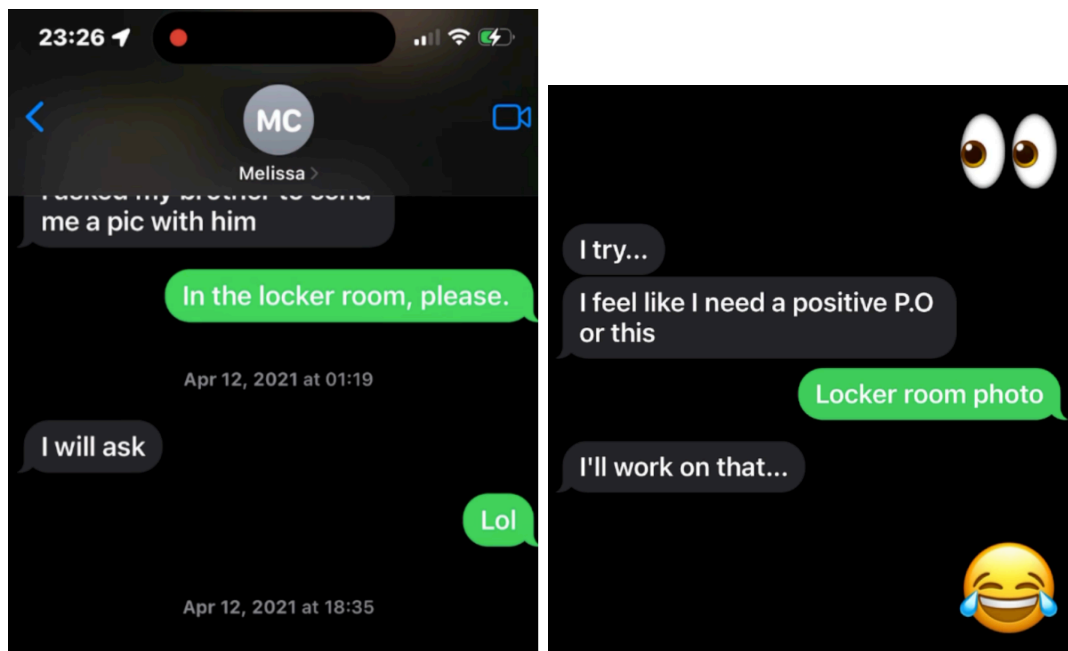 23:26
MC
Melissa
me a pic with him
In the locker room, please.
Apr 12, 2021 at 01:19
I will ask
Lol
Apr 12, 2021 at 18:35
I try...
I feel like I need a positive P.O
or this
Locker room photo
I'll work on that...